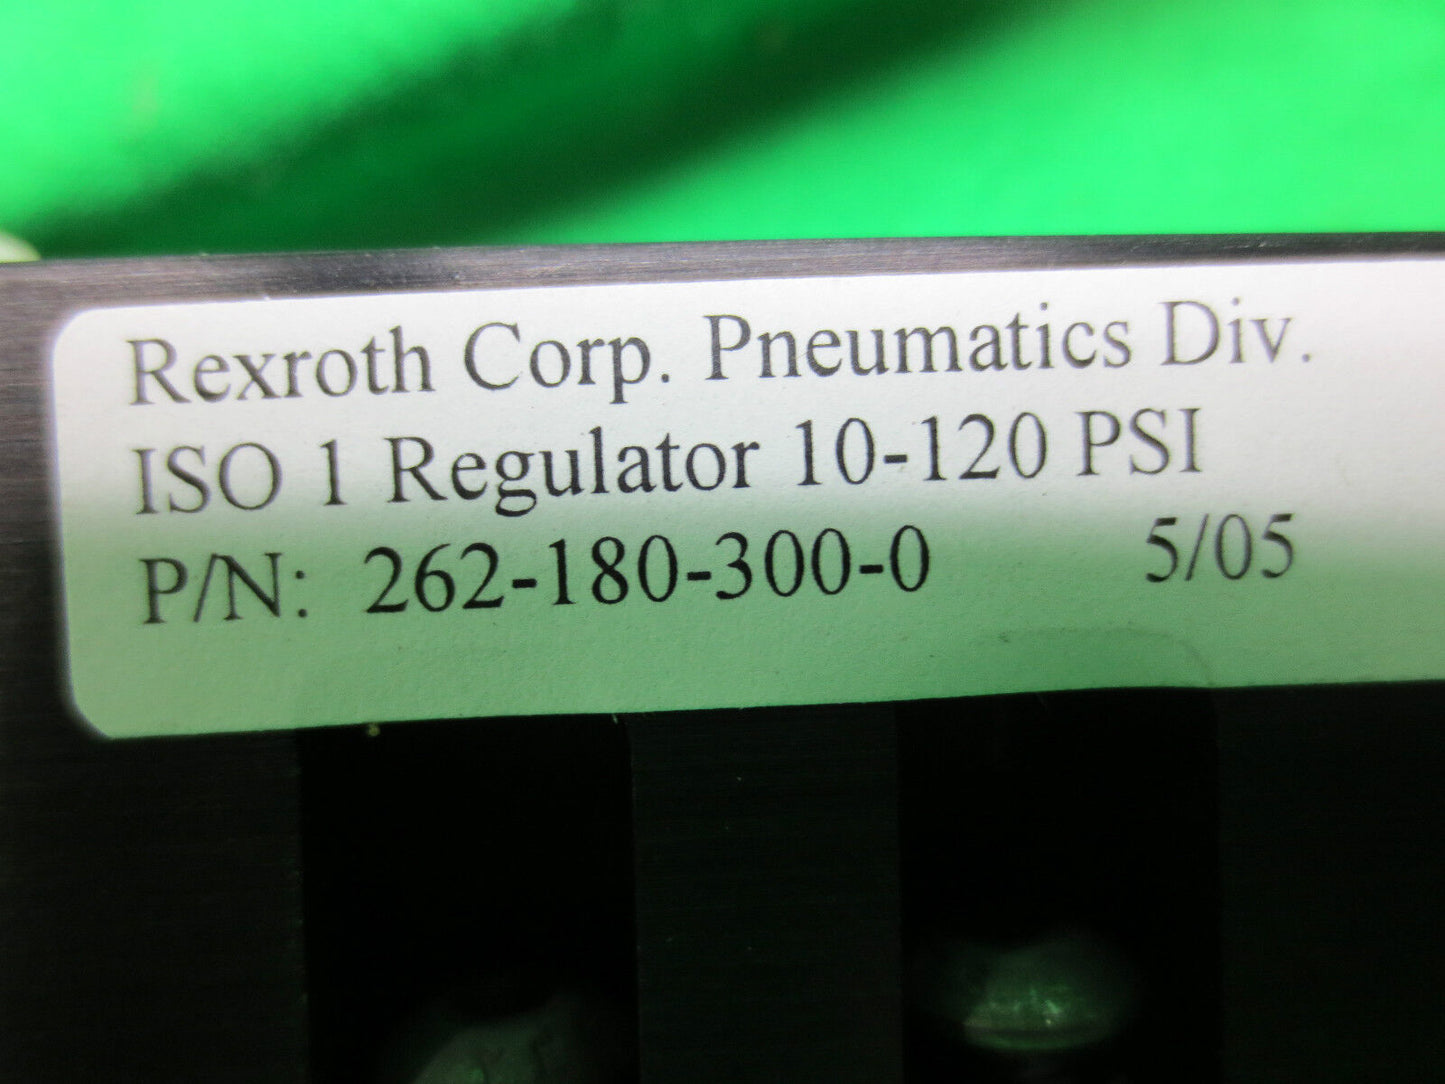 Rexroth Corp. Pneumatics Div.
ISO 1 Regulator 10-120 PSI
P/N: 262-180-300-0 5/05